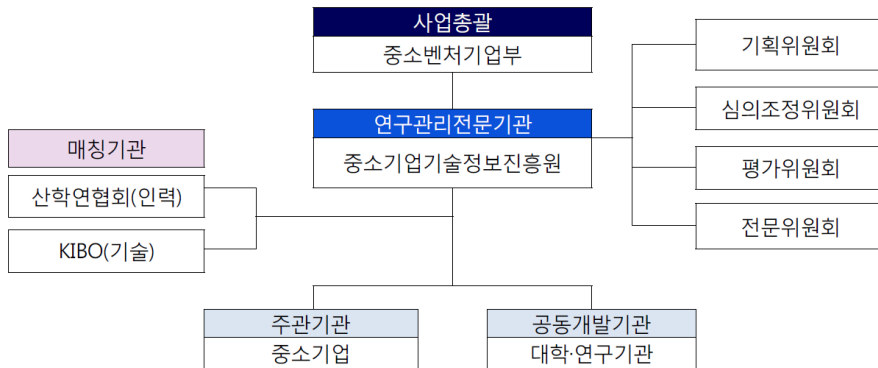 사업총괄
중소벤처기업부
연구관리전문기관
중소기업기술정보진흥원
기획위원회
심의조정위원회
평가위원회
전문위원회
매칭기관
산학연협회(인력)
KIBO(기술)
주관기관
중소기업
공동개발기관
대학·연구기관